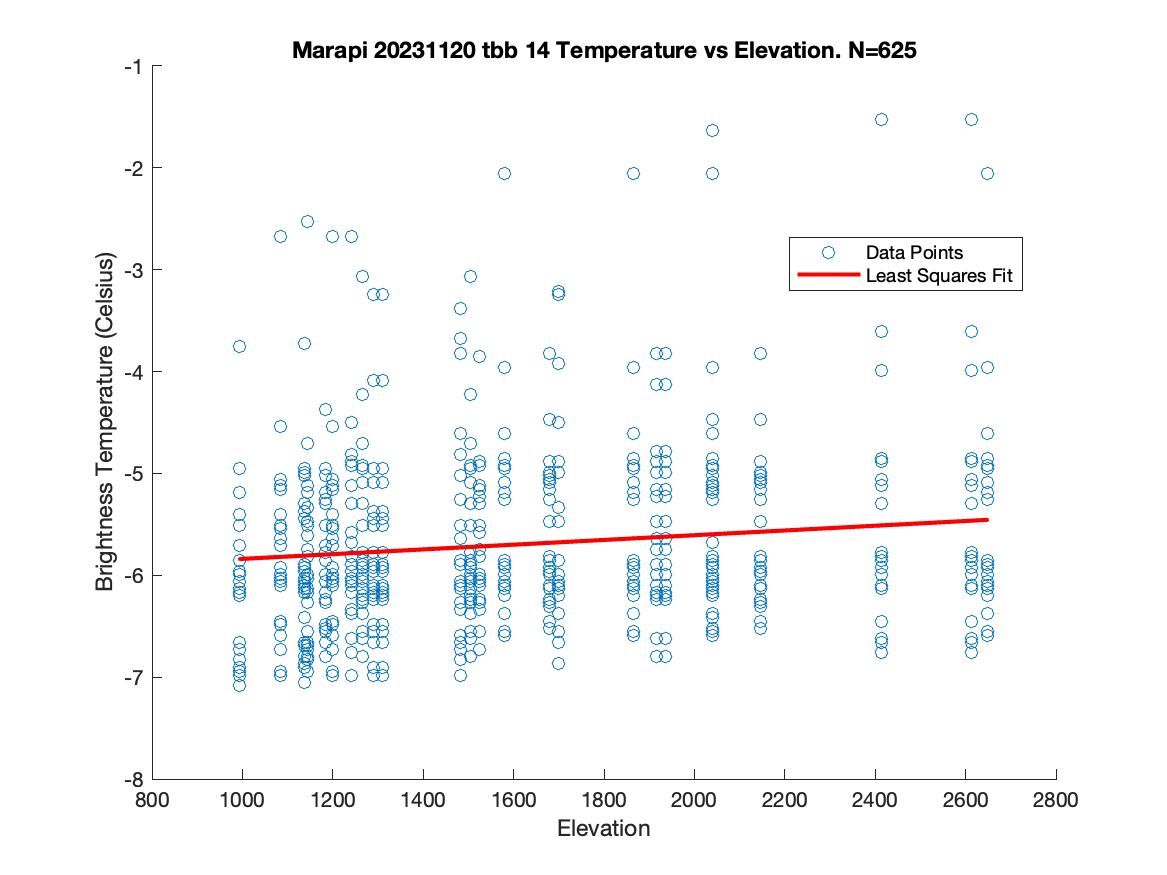 Marapi 20231120 tbb 14 Temperature vs Elevation. N=625
-1
-2
-3
-4
-5
-6
-7
-8
Brightness Temperature (Celsius)
Data Points
Least Squares Fit
800 1000 1200 1400 1600 1800 2000 2200 2400 2600 2800
Elevation